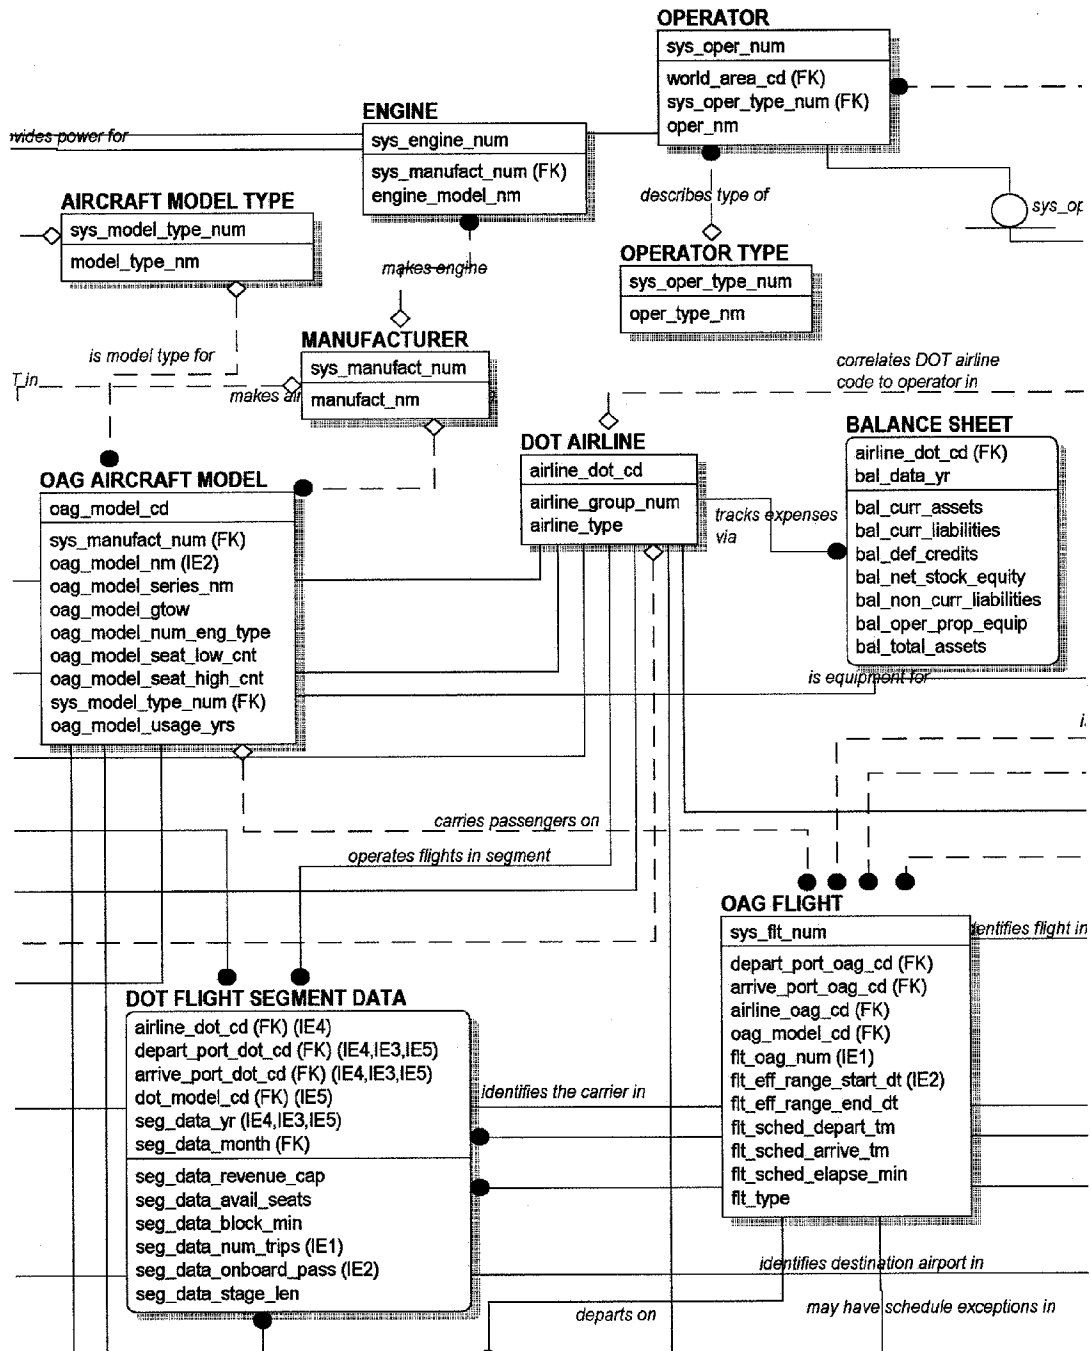 OPERATOR
sys_oper_num
world_area_cd (FK)
sys_oper_type_num (FK)
oper_nm
ENGINE
sys_engine_num
sys_manufact_num (FK)
engine_model_nm
vides power for
AIRCRAFT MODEL TYPE
sys_model_type_num
model_type_nm
describes type of
sys_op
OPERATOR TYPE
sys_oper_type_num
oper_type_nm
makes engine
MANUFACTURER
sys_manufact_num
manufact_nm
is model type for
T in
makes air
correlates DOT airline
code to operator in
DOT AIRLINE
airline_dot_cd
airline_group_num
airline_type
tracks expenses
via
BALANCE SHEET
airline_dot_cd (FK)
bal_data_yr
bal_curr_assets
bal_curr_liabilities
bal_def_credits
bal_net_stock_equity
bal_non_curr_liabilities
bal_oper_prop_equip
bal_total_assets
OAG AIRCRAFT MODEL
oag_model_cd
sys_manufact_num (FK)
oag_model_nm (IE2)
oag_model_series_nm
oag_model_gtow
oag_model_num_eng_type
oag_model_seat_low_cnt
oag_model_seat_high_cnt
sys_model_type_num (FK)
oag_model_usage_yrs
is equipment for
carries passengers on
operates flights in segment
OAG FLIGHT
sys_flt_num
depart_port_oag_cd (FK)
arrive_port_oag_cd (FK)
airline_oag_cd (FK)
oag_model_cd (FK)
flt_oag_num (IE1)
flt_eff_range_start_dt (IE2)
flt_eff_range_end_dt
flt_sched_depart_tm
flt_sched_arrive_tm
flt_sched_elapse_min
flt_type
entifies flight in
DOT FLIGHT SEGMENT DATA
airline_dot_cd (FK) (IE4)
depart_port_dot_cd (FK) (IE4,IE3,IE5)
arrive_port_dot_cd (FK) (IE4,IE3,IE5)
dot_model_cd (FK) (IE5)
seg_data_yr (IE4,IE3,IE5)
seg_data_month (FK)
seg_data_revenue_cap
seg_data_avail_seats
seg_data_block_min
seg_data_num_trips (IE1)
seg_data_onboard_pass (IE2)
seg_data_stage_len
identifies the carrier in
identifies destination airport in
departs on
may have schedule exceptions in